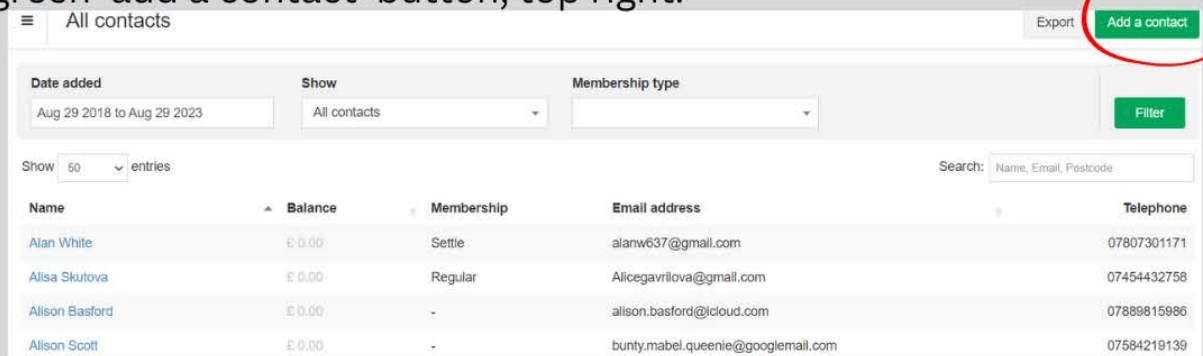 green 'add a contact' button, top right.
≡ All contacts Export Add a contact
Date added Show Membership type
Aug 29 2018 to Aug 29 2023 All contacts Filter
Show 50 entries Search: Name, Email, Postcode
Name Balance Membership Email address Telephone
Alan White £ 0.00 Settle alanw637@gmail.com 07807301171
Alisa Skutova £ 0.00 Regular Alicegavrilova@gmail.com 07454432758
Alison Basford £ 0.00 - alison.basford@icloud.com 07889815986
Alison Scott £ 0.00 - bunty.mabel.queenie@googlemail.com 07584219139